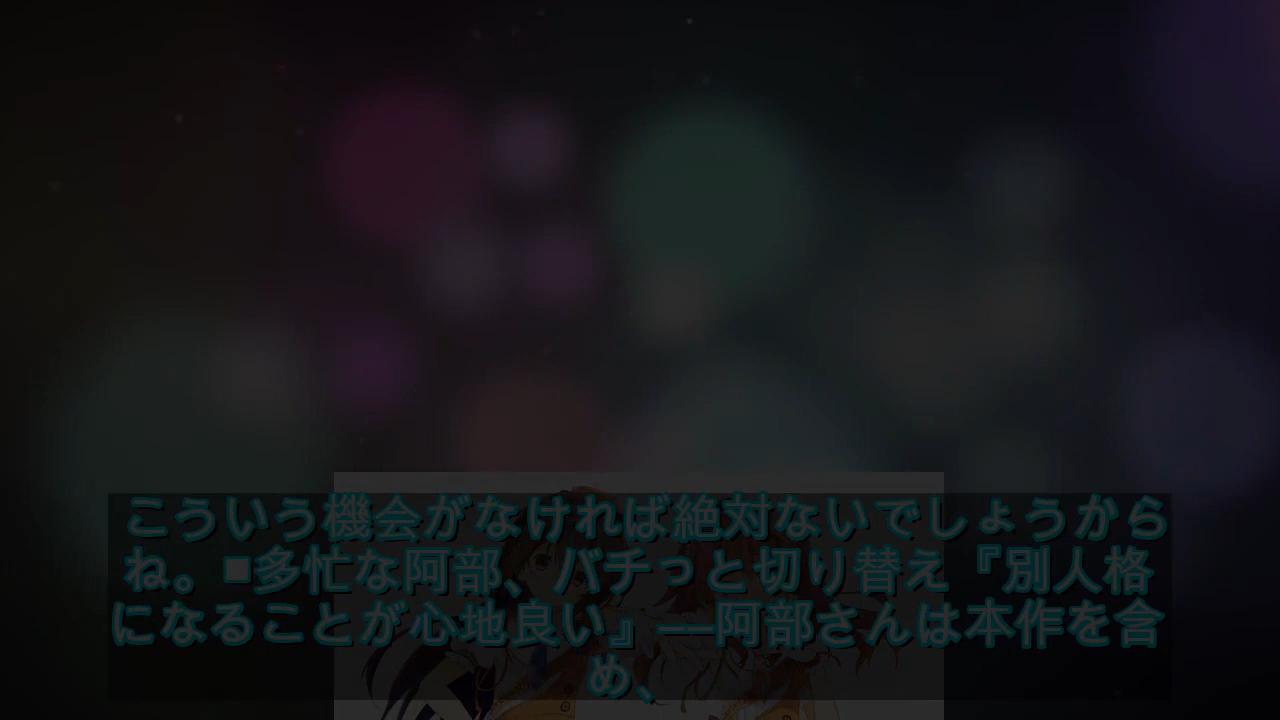 こういう機会がなければ絶対ないでしょうから
ね。■多忙な阿部、バチっと切り替え『別人格
になることが心地良い』──阿部さんは本作を含
め、